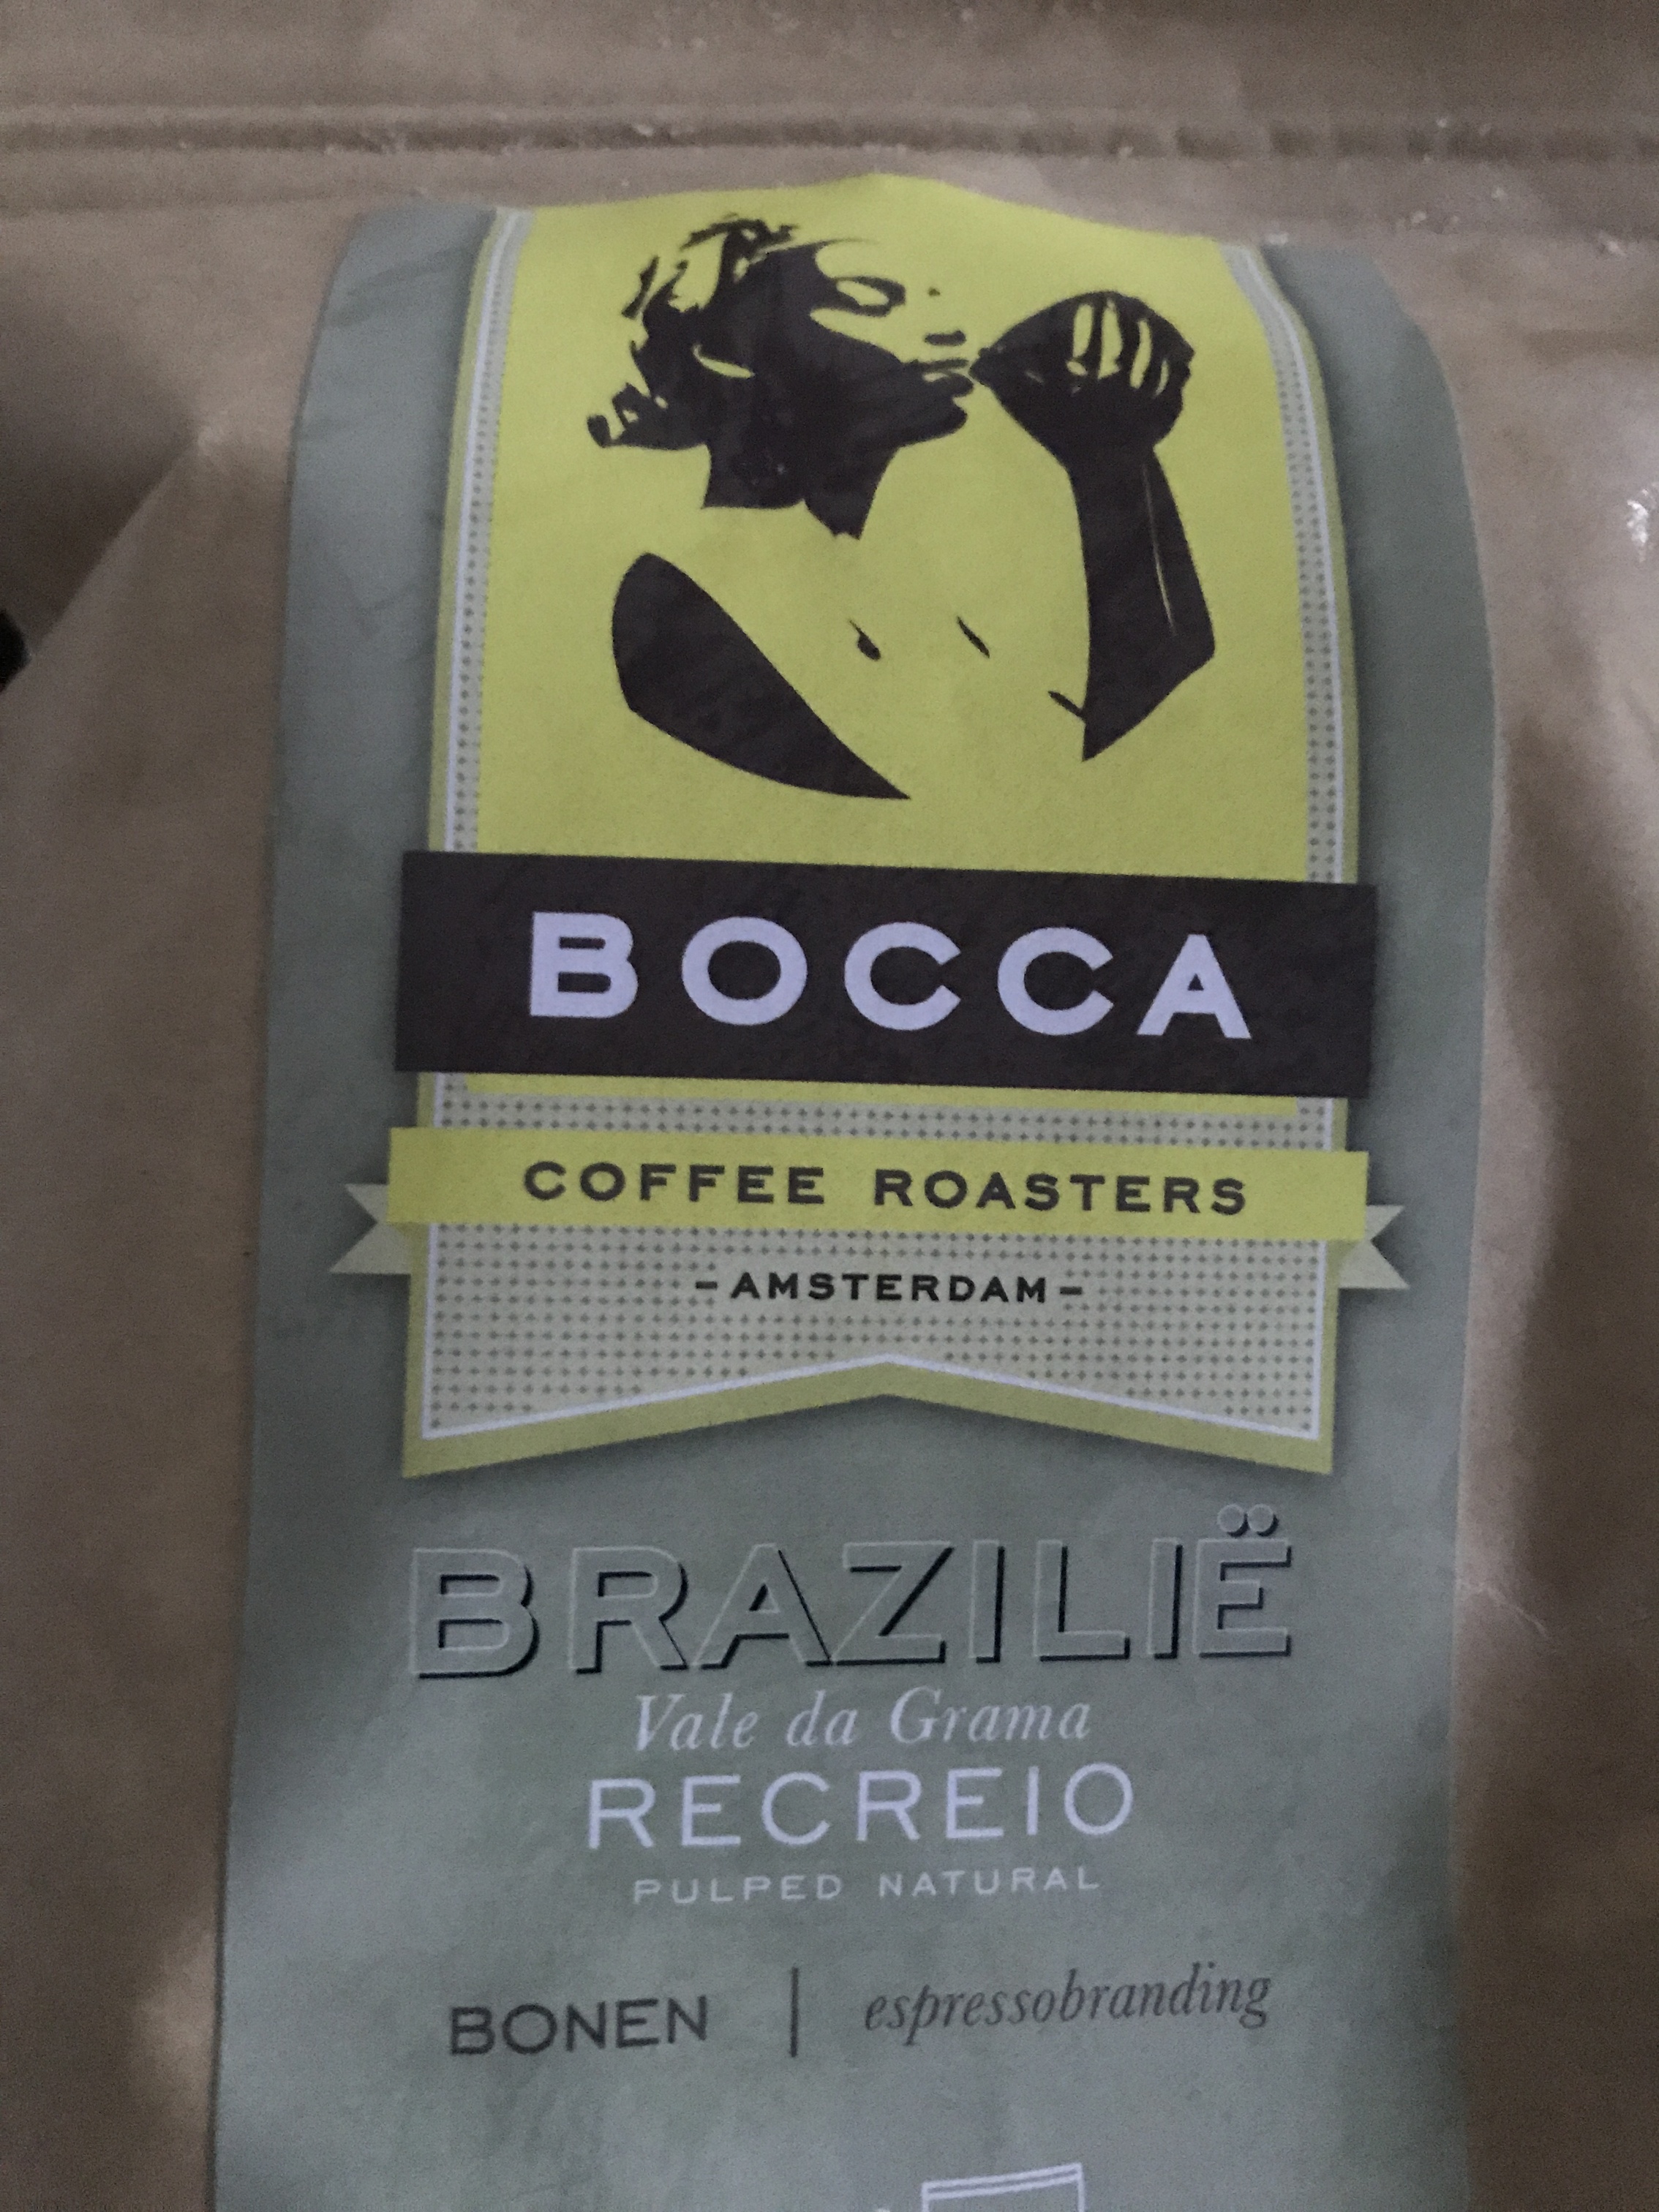 BOCCA
COFFEE ROASTERS
-AMSTERDAM-
BRAZILIË
Vale da Grama
RECREIO
PULPED NATURAL
BONEN | espressobranding